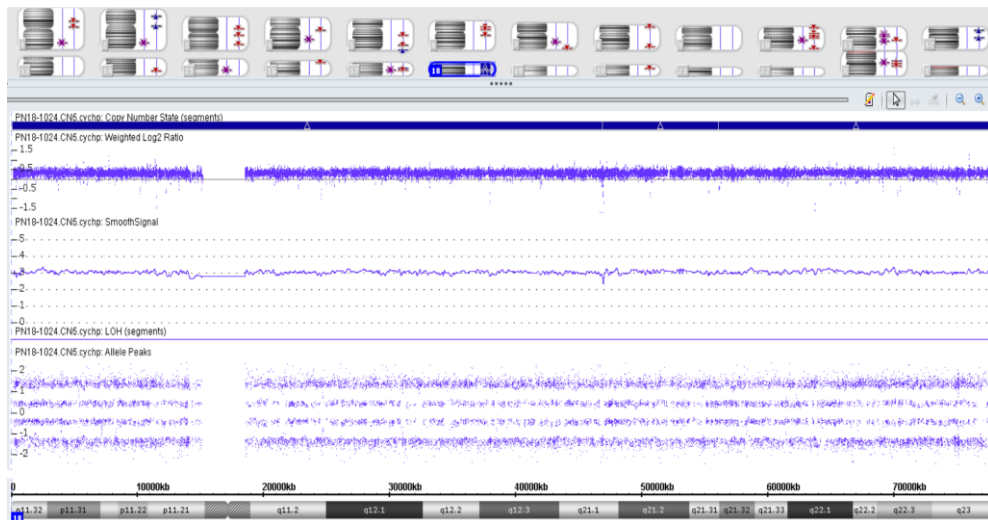 18
PN18-1024.CN5.cychp: Copy Number State (segments)
PN18-1024.CN5.cychp: Weighted Log2 Ratio
1.5
0.5
-0.5
-1.5
PN18-1024.CN5.cychp: SmoothSignal
5
4
3
2
1
0
PN18-1024.CN5.cychp: LOH (segments)
PN18-1024.CN5.cychp: Allele Peaks
2
1
0
-1
-2
0 10000kb 20000kb 30000kb 40000kb 50000kb 60000kb 70000kb
p11.32 p11.31 p11.22 p11.21 q11.2 q12.1 q12.2 q12.3 q21.1 q21.2 q21.31 q21.32 q21.33 q22.1 q22.2 q22.3 q23
18